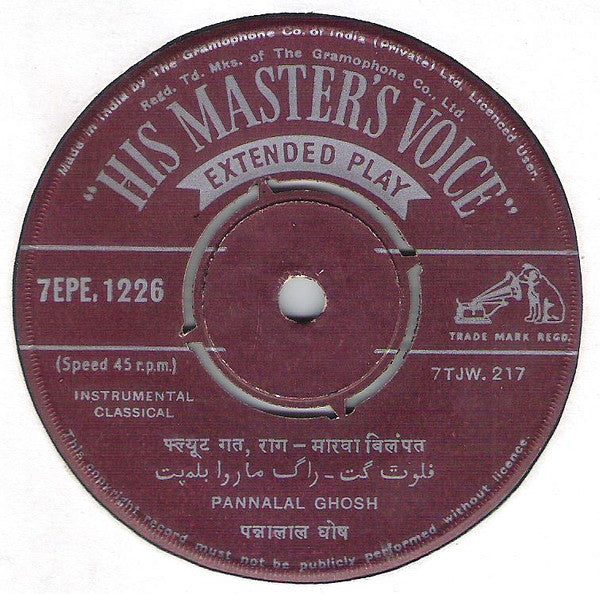 Made in India by The Gramophone Co. of India (Private) Ltd. Licenced User.
Regd. Td. Mks. of The Gramophone Co., Ltd.
"HIS MASTER'S VOICE"
EXTENDED PLAY
7EPE. 1226
TRADE MARK REGD.
(Speed 45 r.p.m.)
7TJW. 217
INSTRUMENTAL
CLASSICAL
फ्ल्यूट गत, राग - मारवा बिलंपत
فلوٹ گت - راگ ماروا بلمپت
PANNALAL GHOSH
पन्नालाल घोष
This copyright record must not be publicly performed without licence.